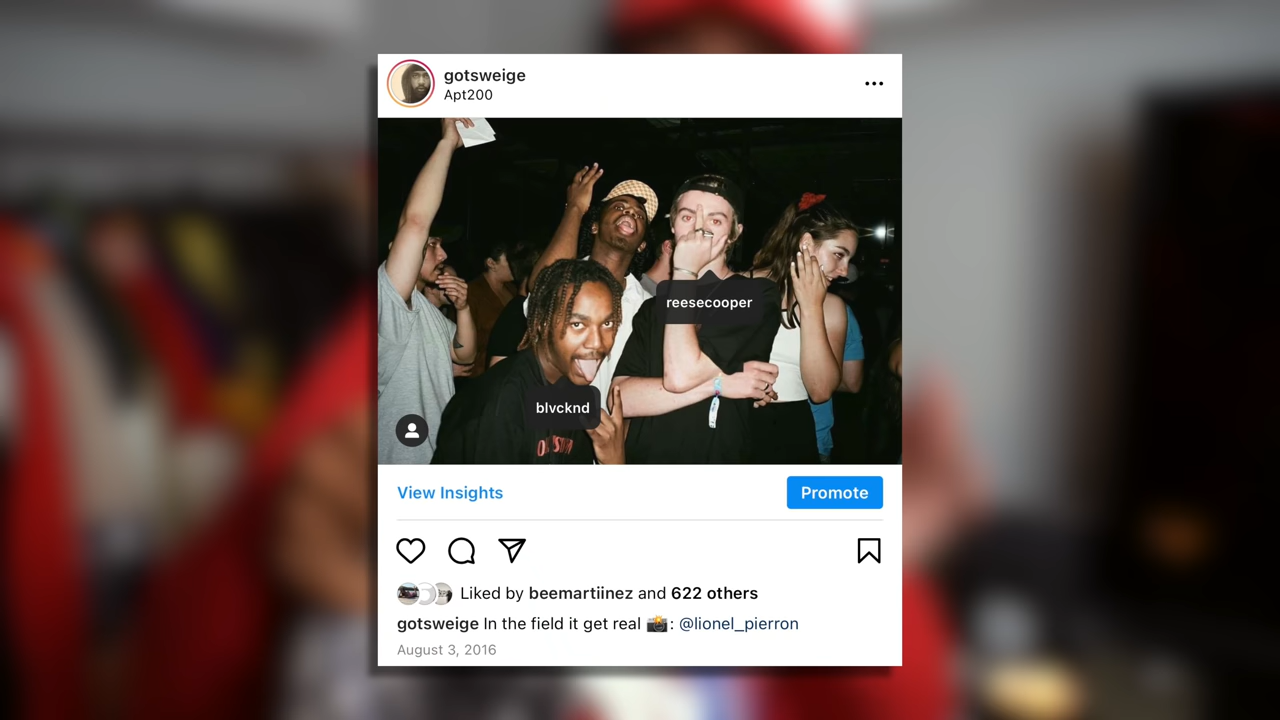 gotsweige
Apt200
reesecooper
blvcknd
View Insights
Promote
Liked by beemartiinez and 622 others
gotsweige In the field it get real 📸: @lionel_pierron
August 3, 2016